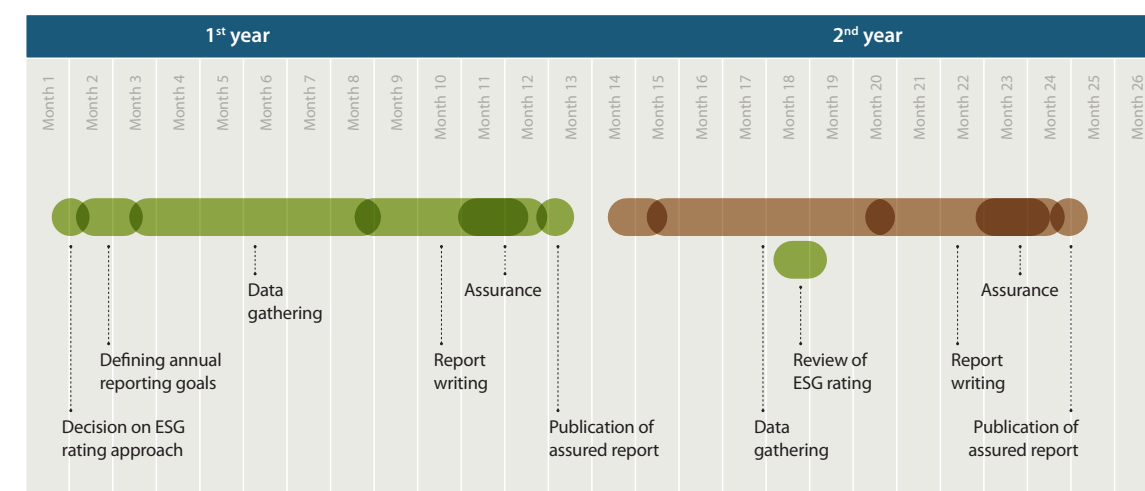 1st year
2nd year
Month 1
Month 2
Month 3
Month 4
Month 5
Month 6
Month 7
Month 8
Month 9
Month 10
Month 11
Month 12
Month 13
Month 14
Month 15
Month 16
Month 17
Month 18
Month 19
Month 20
Month 21
Month 22
Month 23
Month 24
Month 25
Month 26
Data
gathering
Assurance
Assurance
Defining annual
reporting goals
Report
writing
Review of
ESG rating
Report
writing
Decision on ESG
rating approach
Publication of
assured report
Data
gathering
Publication of
assured report